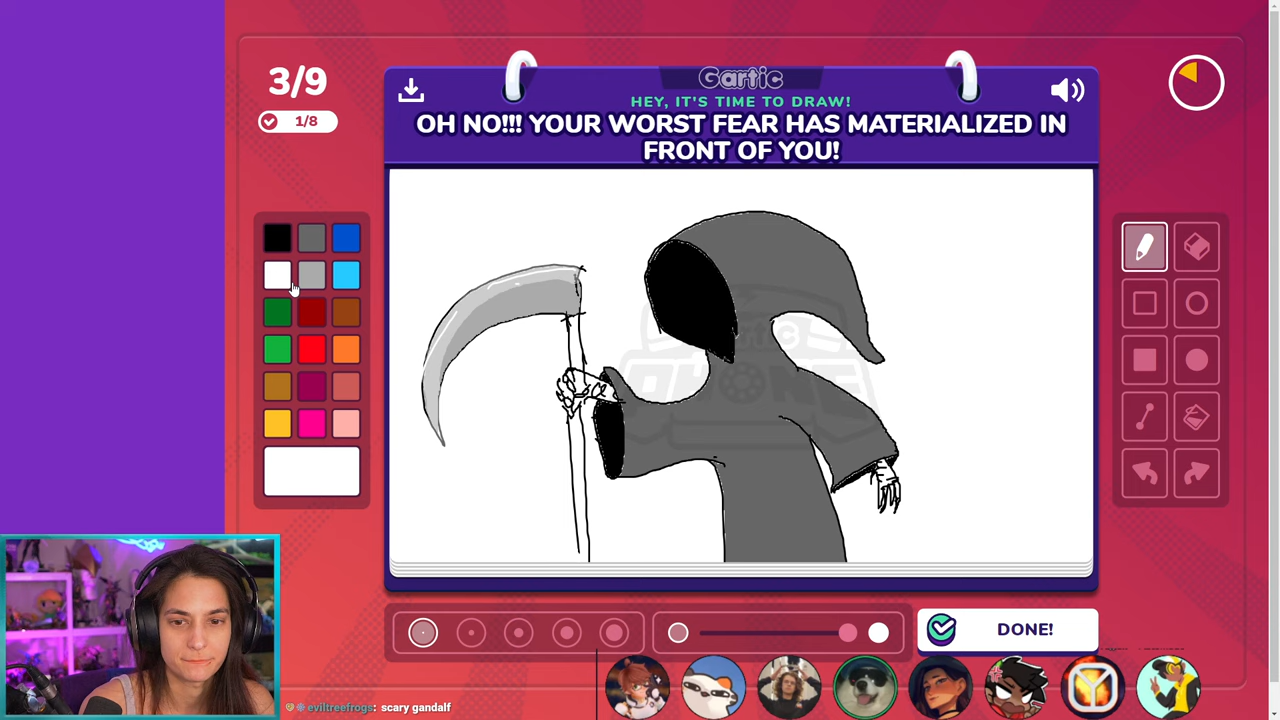 3/9
1/8
Gartic
HEY, IT'S TIME TO DRAW!
OH NO!!! YOUR WORST FEAR HAS MATERIALIZED IN
FRONT OF YOU!
DONE!
eviltreefrogs: scary gandalf